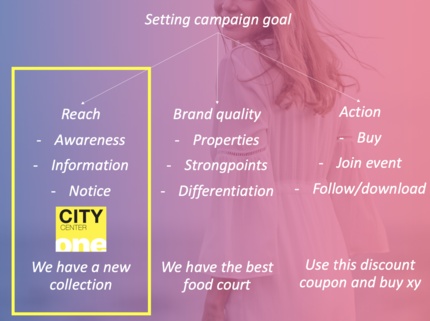 Setting campaign goal
Reach
- Awareness
- Information
- Notice
CITY
CENTER
one
We have a new
collection
Brand quality
- Properties
- Strongpoints
- Differentiation
We have the best
food court
Action
- Buy
- Join event
- Follow/download
Use this discount
coupon and buy xy